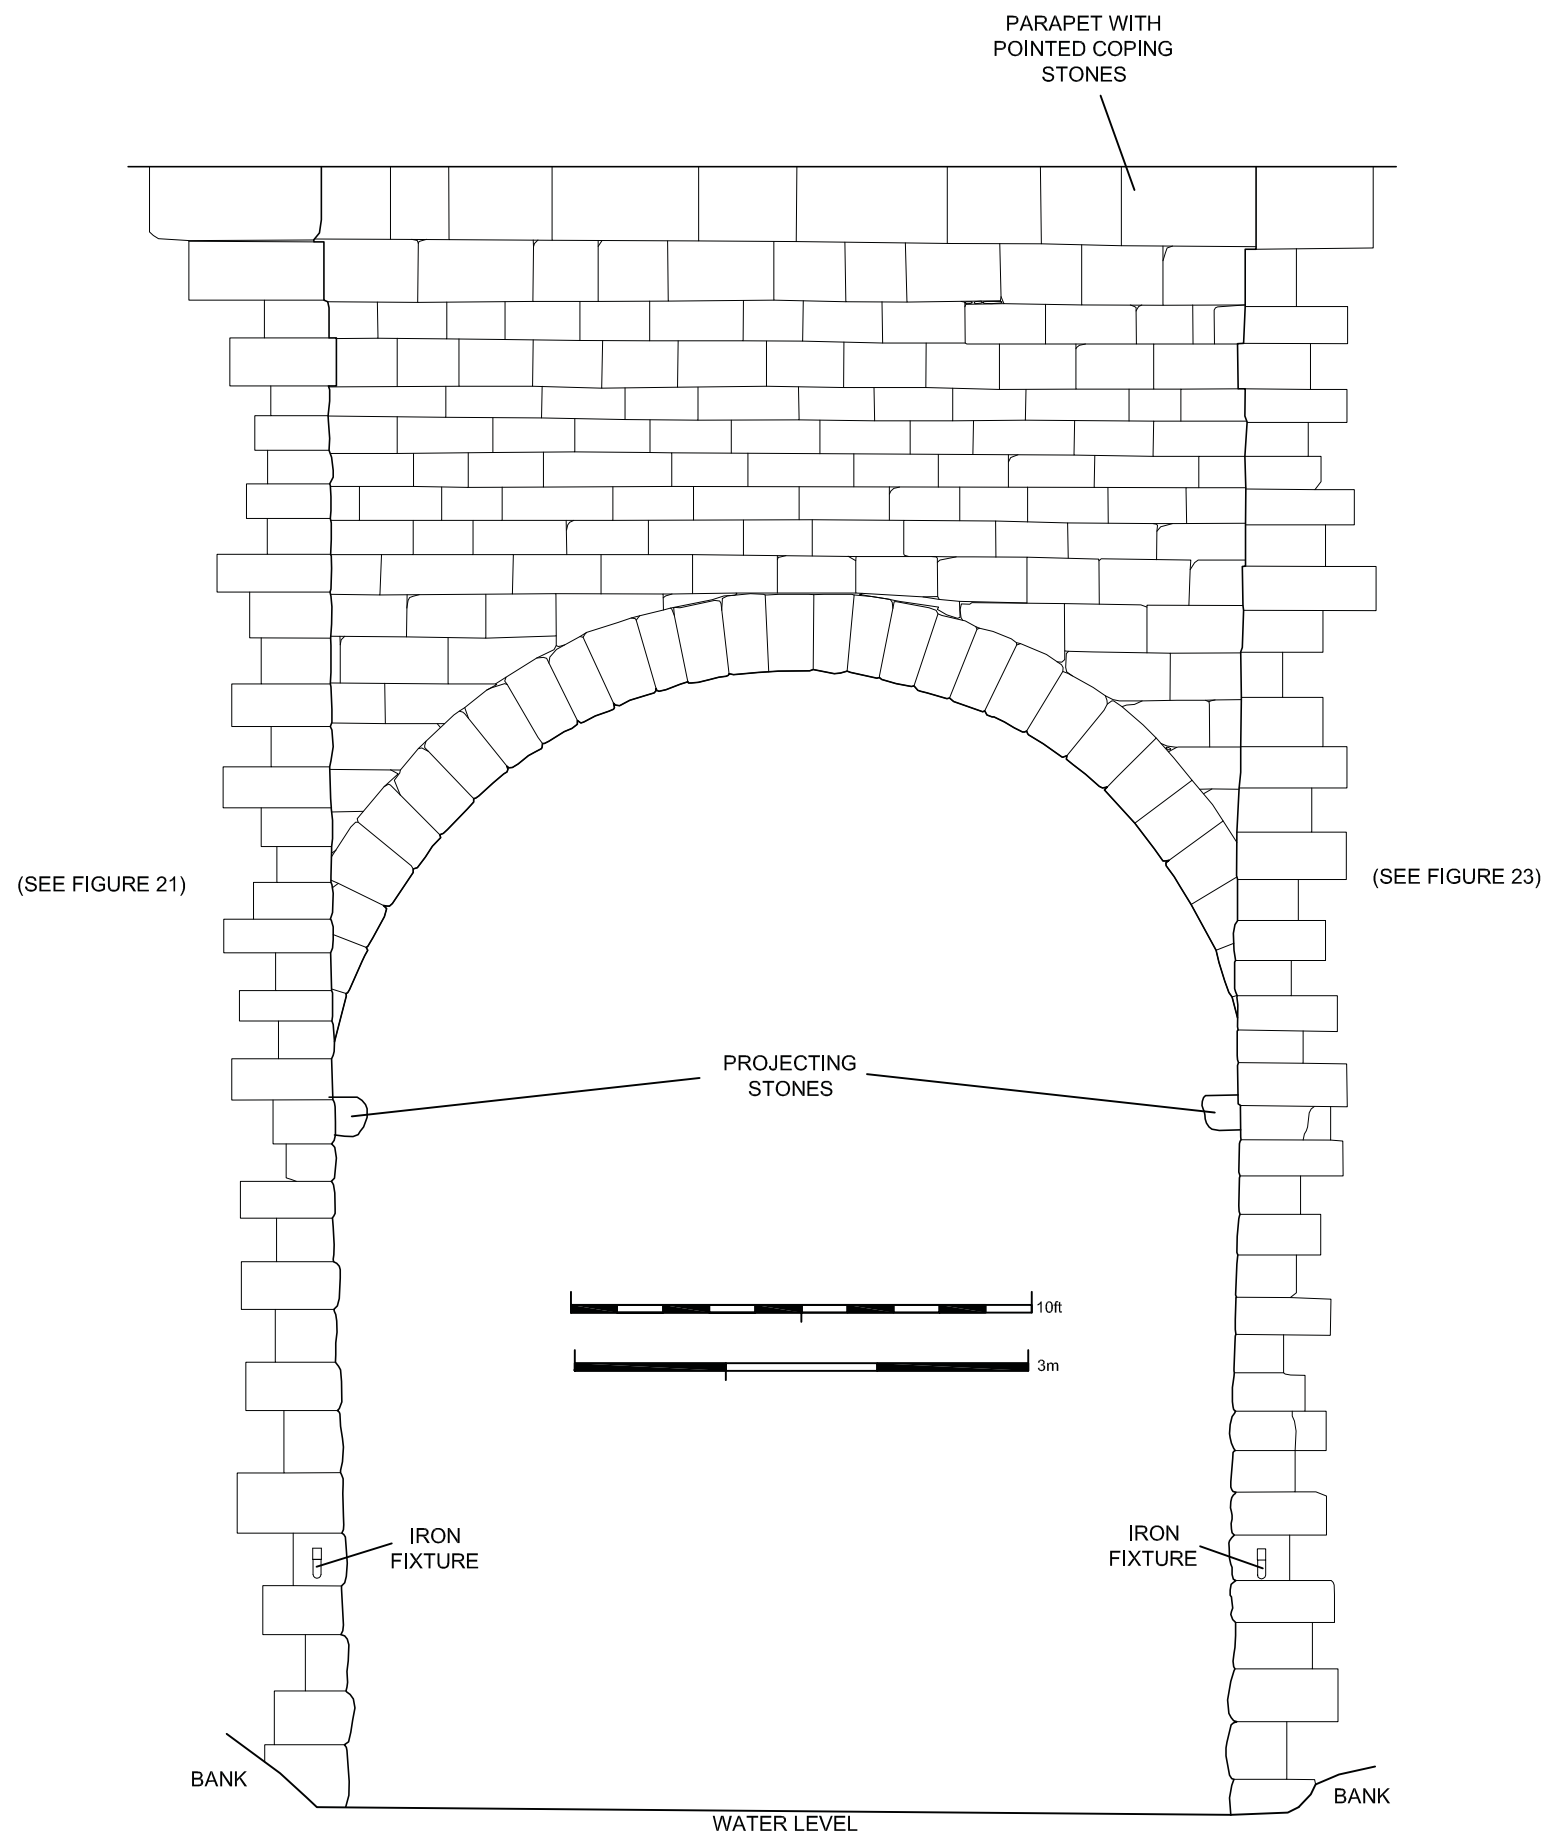 PARAPET WITH
POINTED COPING
STONES
(SEE FIGURE 21)
(SEE FIGURE 23)
PROJECTING
STONES
10ft
3m
IRON
FIXTURE
IRON
FIXTURE
BANK
BANK
WATER LEVEL